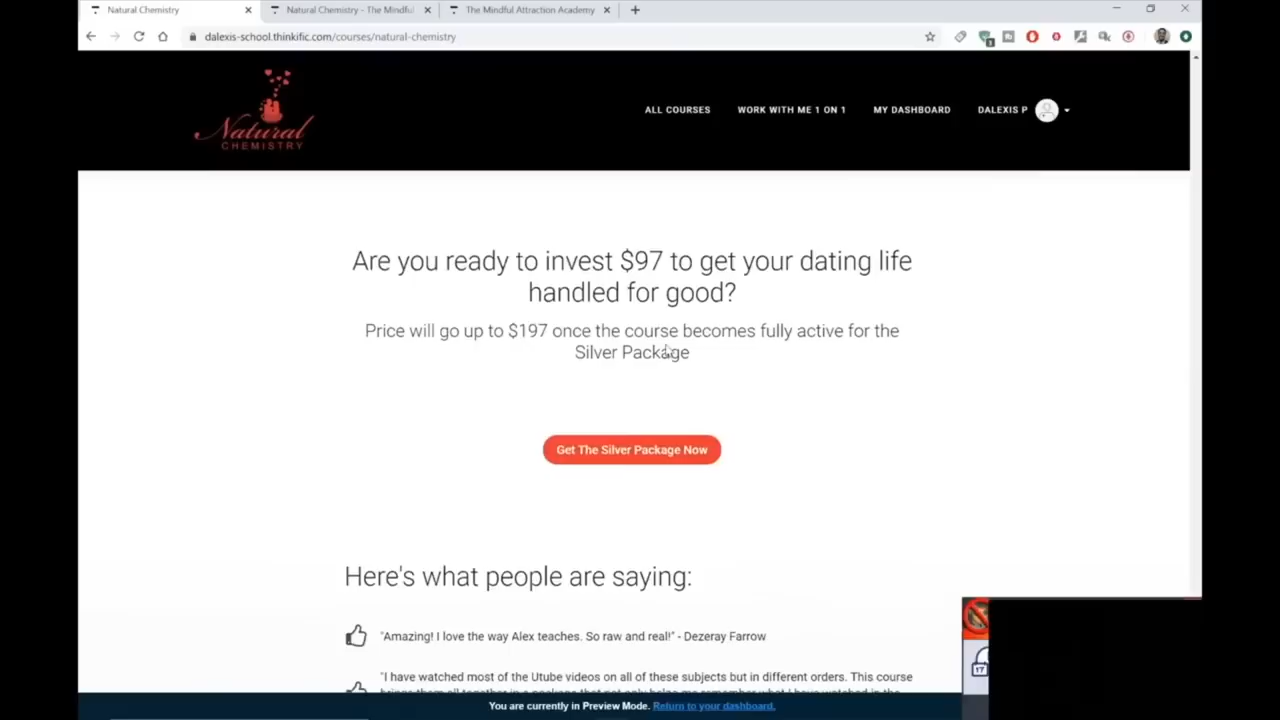 Natural Chemistry
Natural Chemistry - The Mindful
The Mindful Attraction Academy
dalexis-school.thinkific.com/courses/natural-chemistry
Natural
CHEMISTRY
ALL COURSES
WORK WITH ME 1 ON 1
MY DASHBOARD
DALEXIS P
Are you ready to invest $97 to get your dating life
handled for good?
Price will go up to $197 once the course becomes fully active for the
Silver Package
Get The Silver Package Now
Here's what people are saying:
"Amazing! I love the way Alex teaches. So raw and real!" - Dezeray Farrow
"I have watched most of the Utube videos on all of these subjects but in different orders. This course
You are currently in Preview Mode. Return to your dashboard.
17